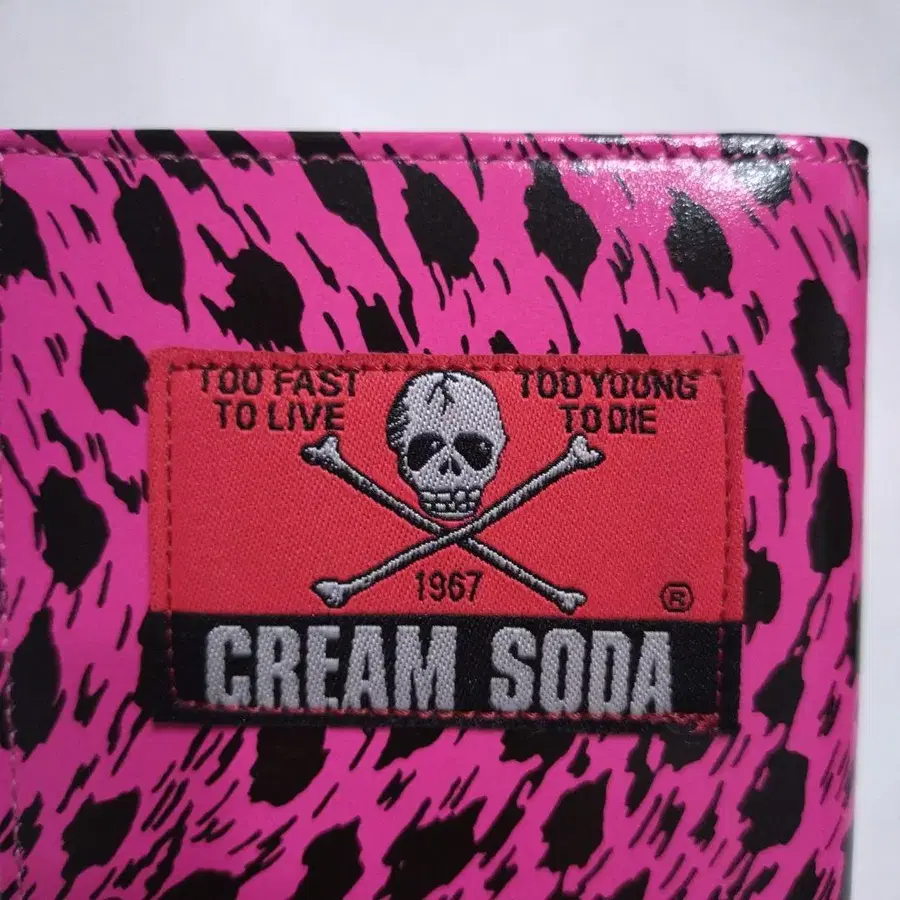 TOO FAST TO LIVE
TOO YOUNG TO DIE
1967
®
CREAM SODA